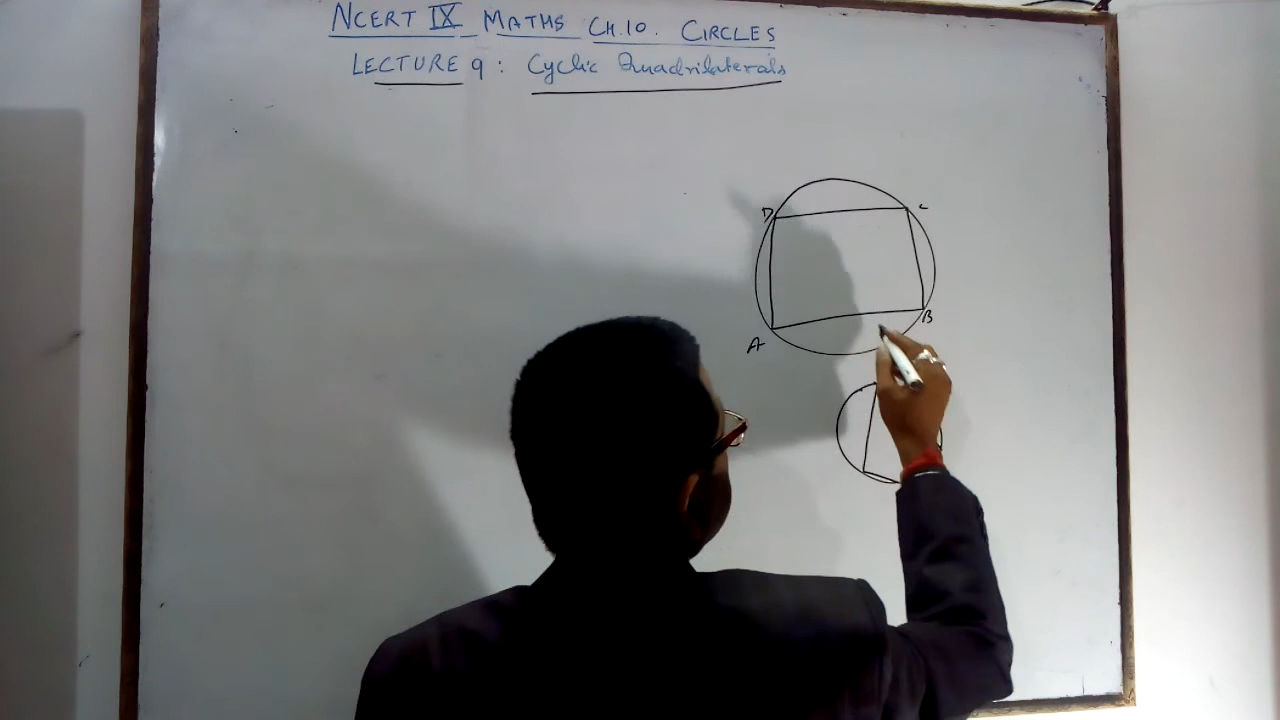 NCERT IX MATHS CH.10. CIRCLES
LECTURE 9 : Cyclic Quadrilaterals
D C
A B